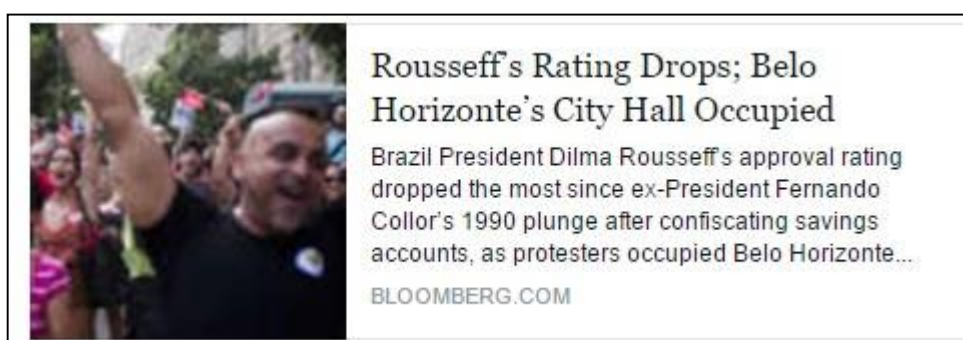 Rousseff's Rating Drops; Belo
Horizonte's City Hall Occupied
Brazil President Dilma Rousseff's approval rating
dropped the most since ex-President Fernando
Collor's 1990 plunge after confiscating savings
accounts, as protesters occupied Belo Horizonte...
BLOOMBERG.COM